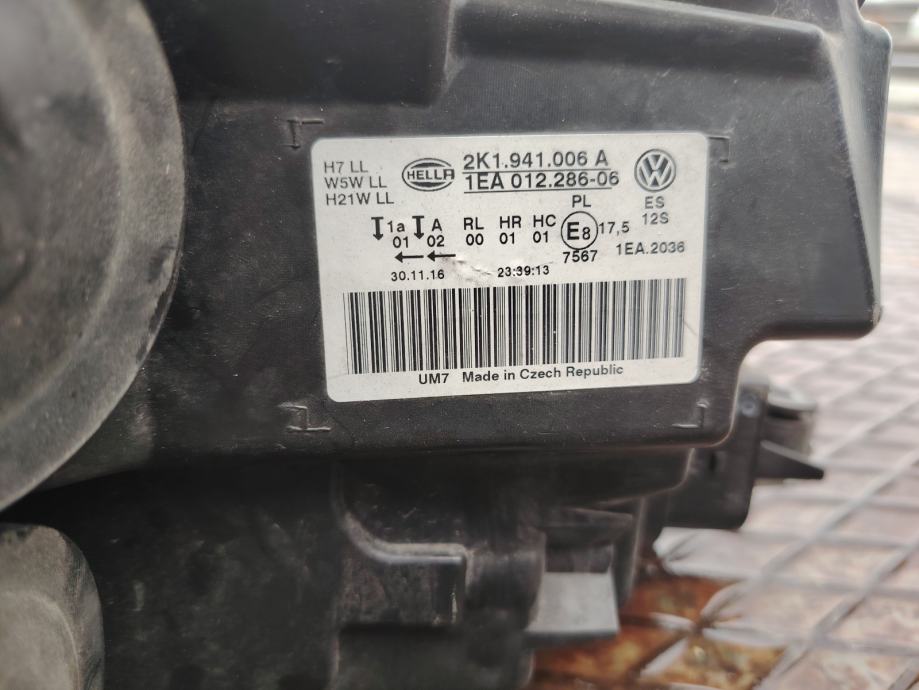 H7 LL
W5W LL
H21W LL
HELLA
2K1.941.006 A
1EA 012.286-06
PL
ES
12S
1a A RL HR HC E8 17,5
01 02 00 01 01 7567 1EA.2036
30.11.16 23:39:13
UM7 Made in Czech Republic